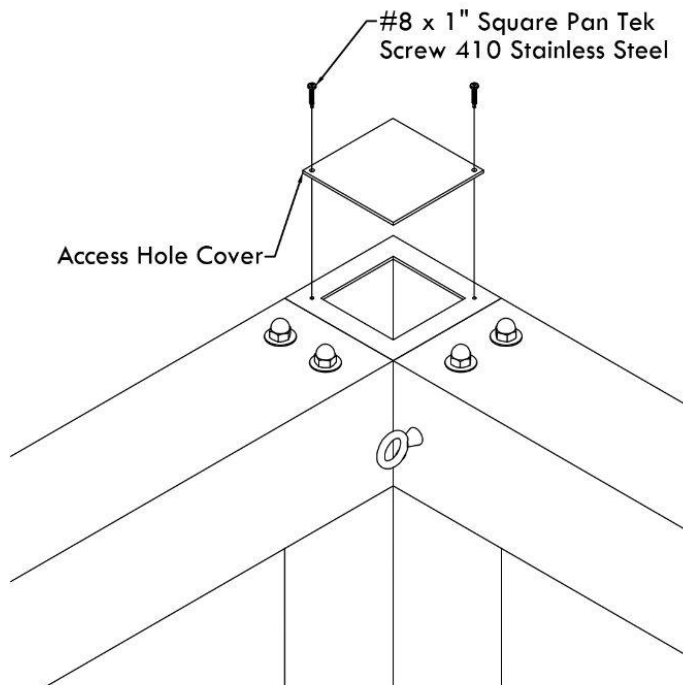 #8 x 1" Square Pan Tek
Screw 410 Stainless Steel
Access Hole Cover